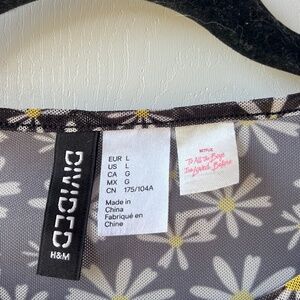 DIVIDED
H&M
EUR L
US L
CA G
MX G
CN 175/104A
Made in
China
Fabriqué en
Chine
NETFLIX
To All the Boys
I've Loved Before